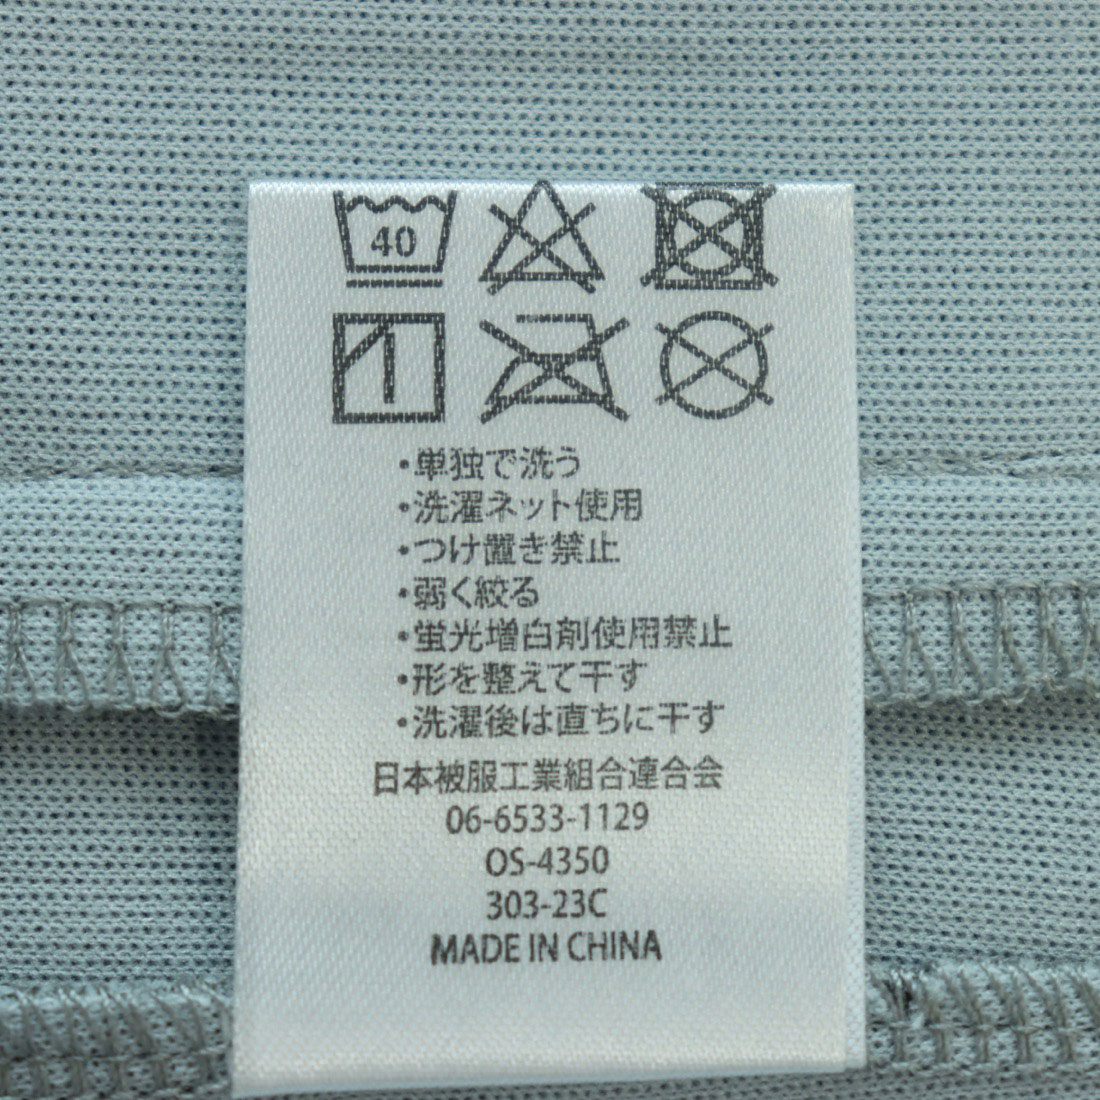 40
・単独で洗う
・洗濯ネット使用
・つけ置き禁止
・弱く絞る
・蛍光増白剤使用禁止
・形を整えて干す
・洗濯後は直ちに干す
日本被服工業組合連合会
06-6533-1129
OS-4350
303-23C
MADE IN CHINA